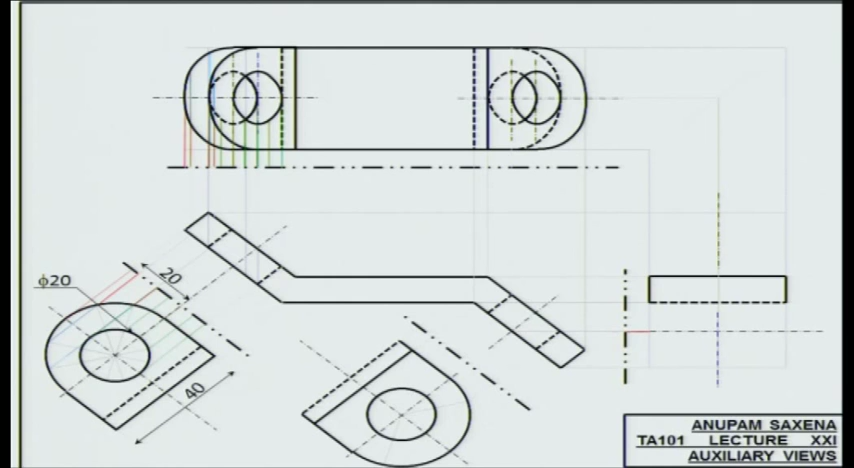 ϕ20
20
40
ANUPAM SAXENA
TA101 LECTURE XXI
AUXILIARY VIEWS